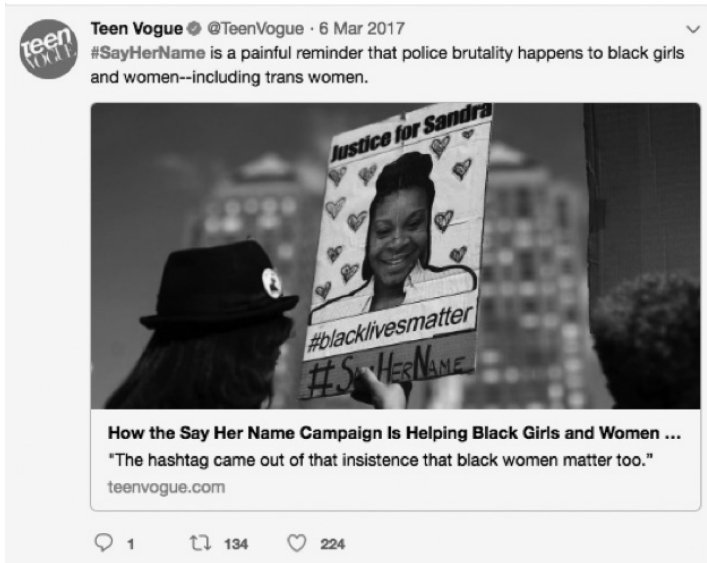 teen
VOGUE
Teen Vogue @TeenVogue · 6 Mar 2017
#SayHerName is a painful reminder that police brutality happens to black girls
and women--including trans women.
Justice for Sandra
#blacklivesmatter
#SayHerName
How the Say Her Name Campaign Is Helping Black Girls and Women ...
"The hashtag came out of that insistence that black women matter too.”
teenvogue.com
1 134 224